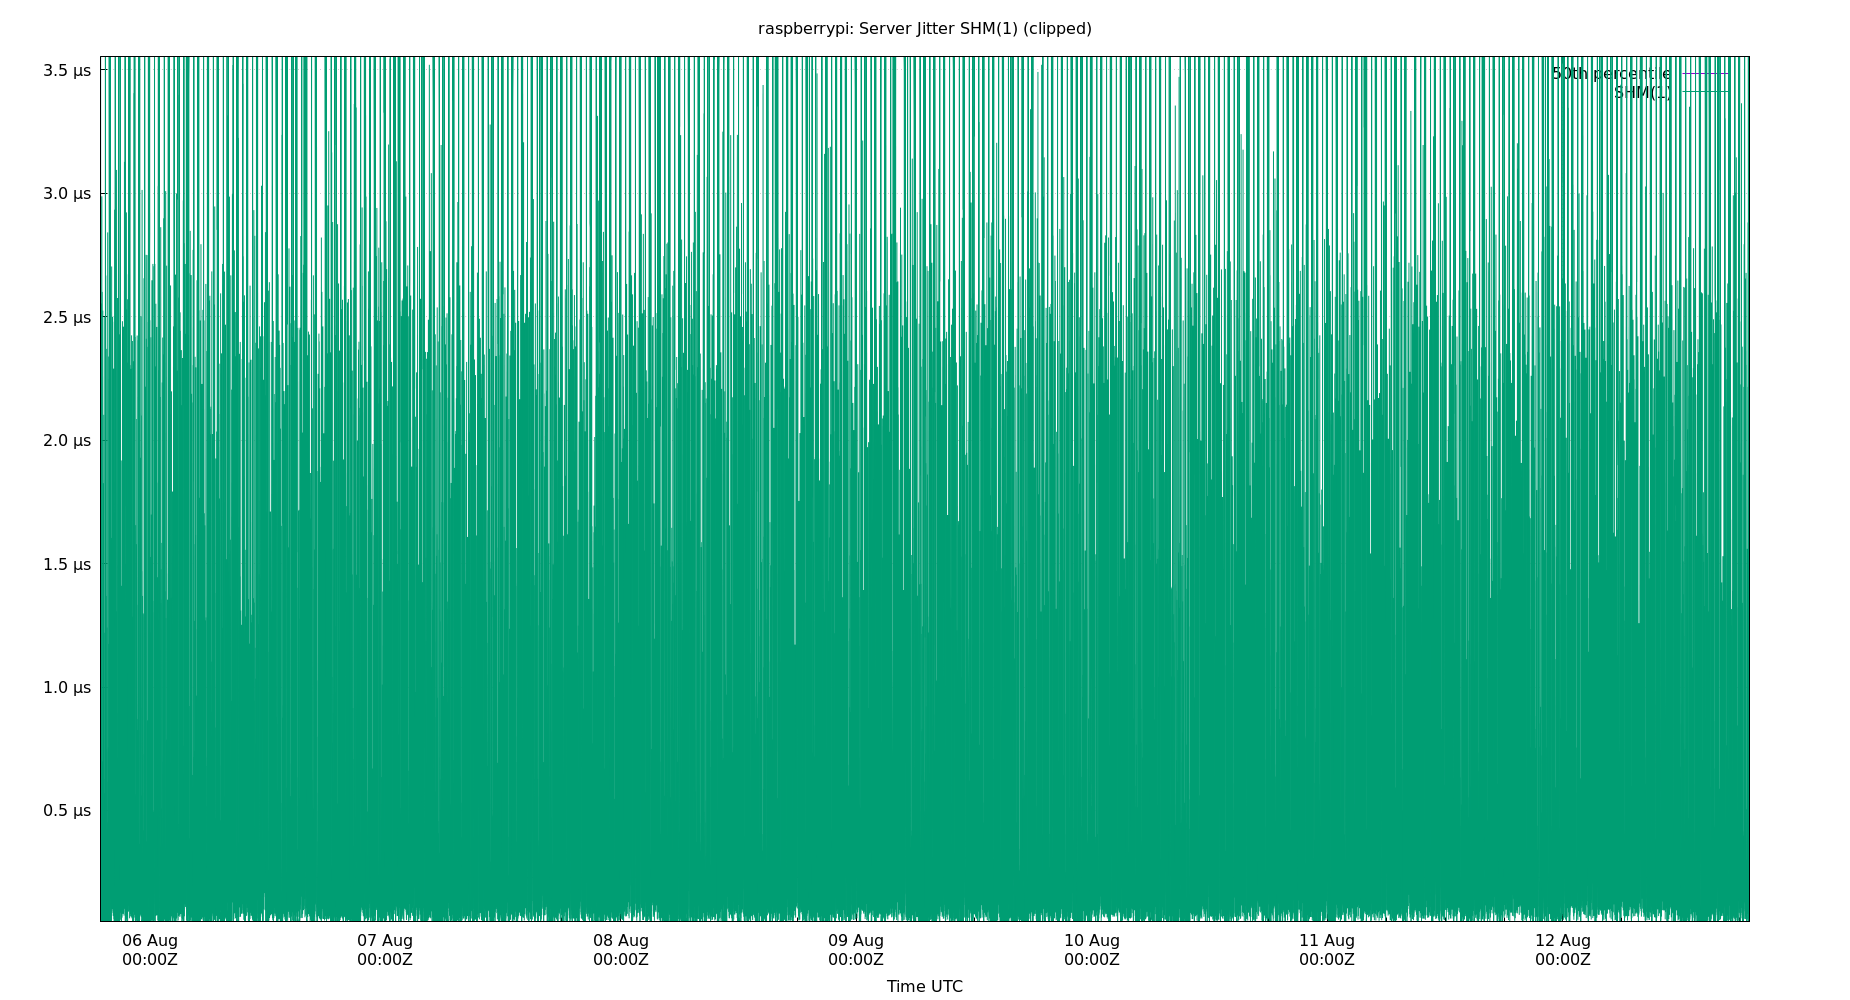 raspberrypi: Server Jitter SHM(1) (clipped)
3.5 µs
50th percentile
SHM(1)
3.0 µs
2.5 µs
2.0 µs
1.5 µs
1.0 µs
0.5 µs
06 Aug 07 Aug 08 Aug 09 Aug 10 Aug 11 Aug 12 Aug
00:00Z 00:00Z 00:00Z 00:00Z 00:00Z 00:00Z 00:00Z
Time UTC